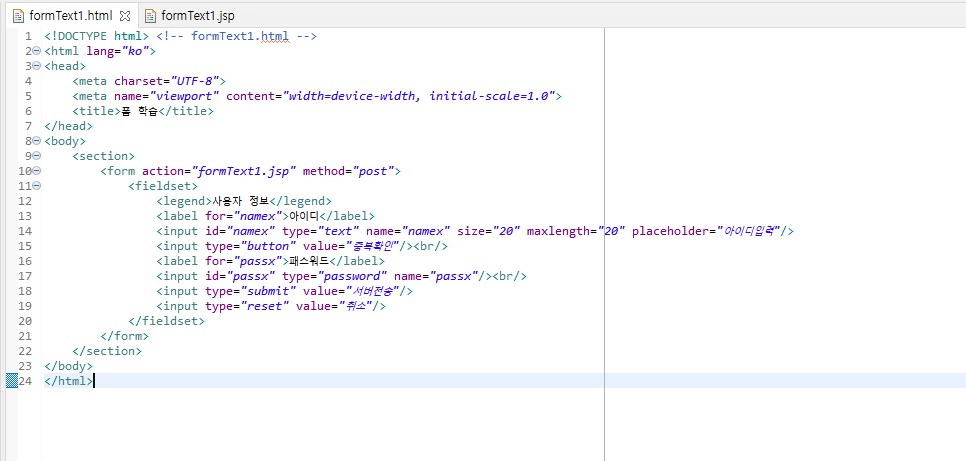 formText1.html formText1.jsp
1 <!DOCTYPE html> <!-- formText1.html -->
2 <html lang="ko">
3 <head>
4 <meta charset="UTF-8">
5 <meta name="viewport" content="width=device-width, initial-scale=1.0">
6 <title>폼 학습</title>
7 </head>
8 <body>
9 <section>
10 <form action="formText1.jsp" method="post">
11 <fieldset>
12 <legend>사용자 정보</legend>
13 <label for="namex">아이디</label>
14 <input id="namex" type="text" name="namex" size="20" maxlength="20" placeholder="아이디입력"/>
15 <input type="button" value="중복확인"/><br/>
16 <label for="passx">패스워드</label>
17 <input id="passx" type="password" name="passx"/><br/>
18 <input type="submit" value="서버전송"/>
19 <input type="reset" value="취소"/>
20 </fieldset>
21 </form>
22 </section>
23 </body>
24 </html>